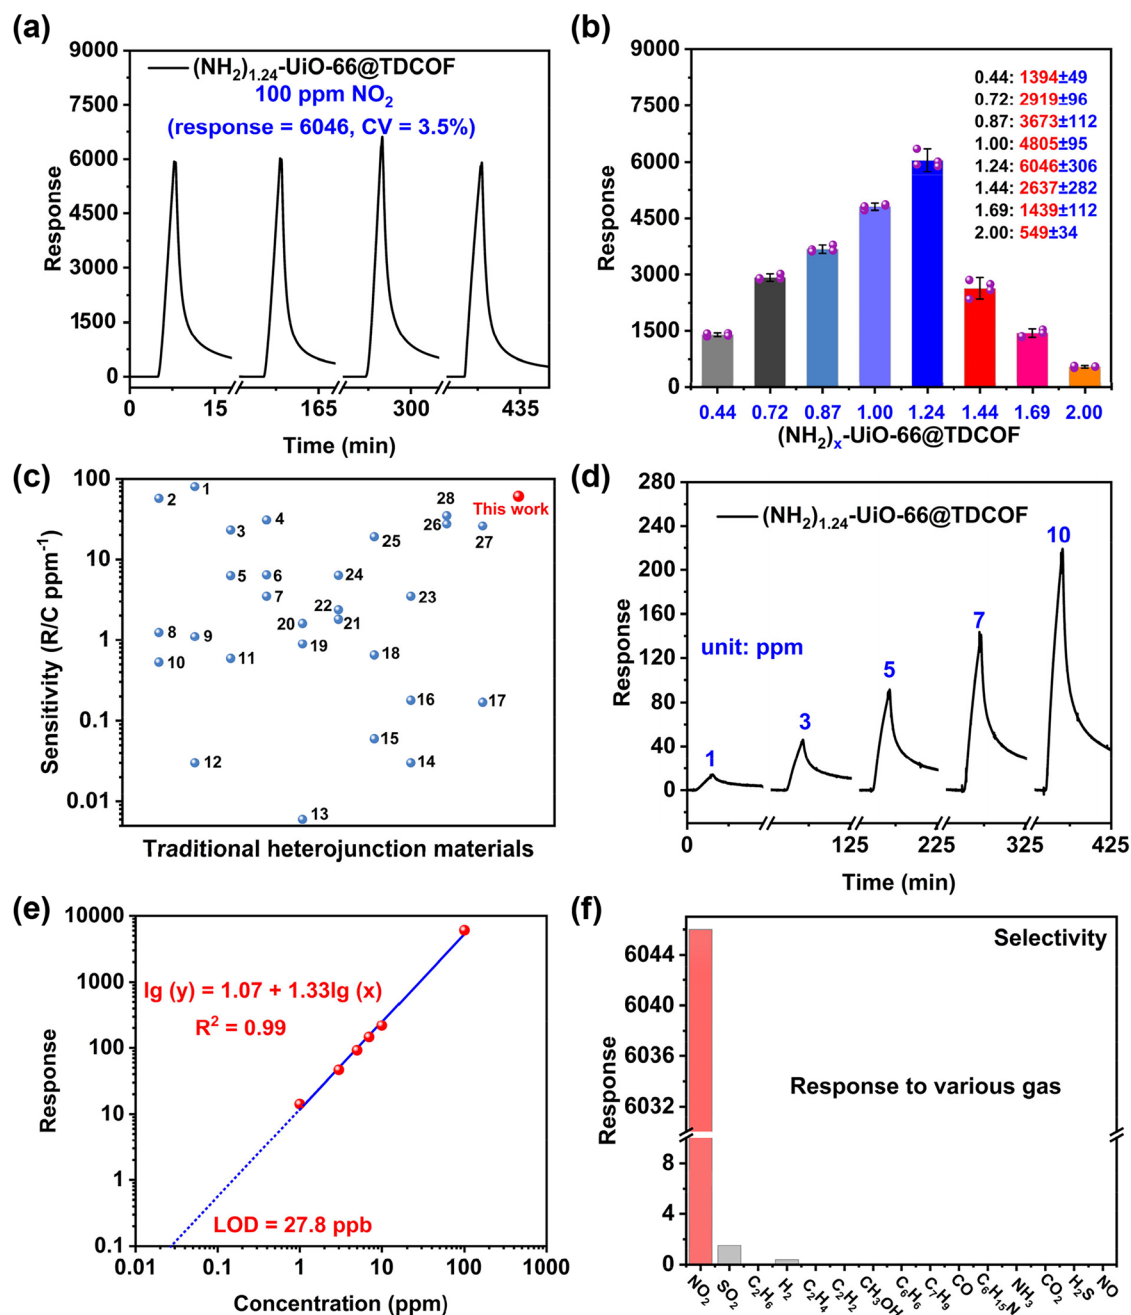 (a)
(NH2)1.24-UiO-66@TDCOF
100 ppm NO2
(response = 6046, CV = 3.5%)
9000
7500
6000
4500
3000
1500
0
Response
0 15 165 300 435
Time (min)
(b)
9000
7500
6000
4500
3000
1500
0
Response
0.44: 1394±49
0.72: 2919±96
0.87: 3673±112
1.00: 4805±95
1.24: 6046±306
1.44: 2637±282
1.69: 1439±112
2.00: 549±34
0.44 0.72 0.87 1.00 1.24 1.44 1.69 2.00
(NH2)x-UiO-66@TDCOF
(c)
100
10
1
0.1
0.01
Sensitivity (R/C ppm-1)
1
2
3
4
5
6
7
8
9
10
11
12
13
14
15
16
17
18
19
20
21
22
23
24
25
26
27
28
This work
Traditional heterojunction materials
(d)
280
240
200
160
120
80
40
0
Response
(NH2)1.24-UiO-66@TDCOF
unit: ppm
1
3
5
7
10
0 125 225 325 425
Time (min)
(e)
10000
1000
100
10
1
0.1
Response
lg (y) = 1.07 + 1.33lg (x)
R2 = 0.99
LOD = 27.8 ppb
0.01 0.1 1 10 100 1000
Concentration (ppm)
(f)
6044
6040
6036
6032
8
4
0
Response
Selectivity
Response to various gas
NO2 SO2 C2H6 H2 C2H4 C2H2 CH3OH C6H6 C7H9 CO C6H15N NH3 CO2 H2S NO